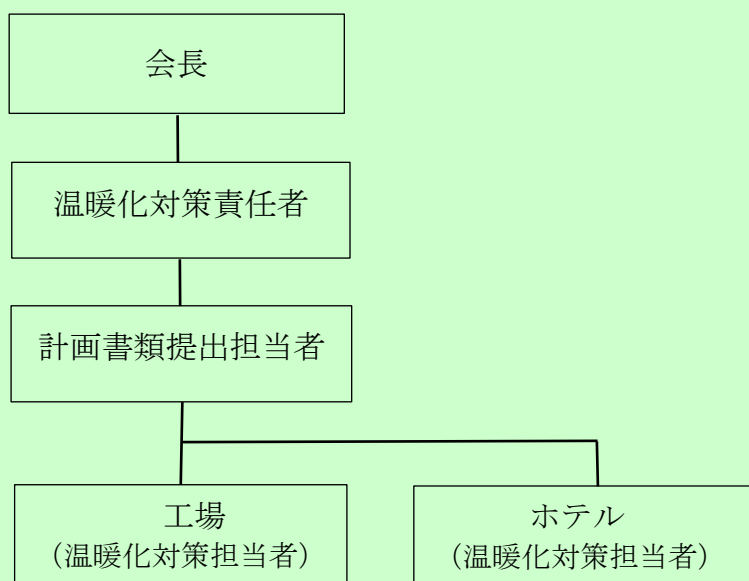 会長
温暖化対策責任者
計画書類提出担当者
工場
（温暖化対策担当者）
ホテル
（温暖化対策担当者）